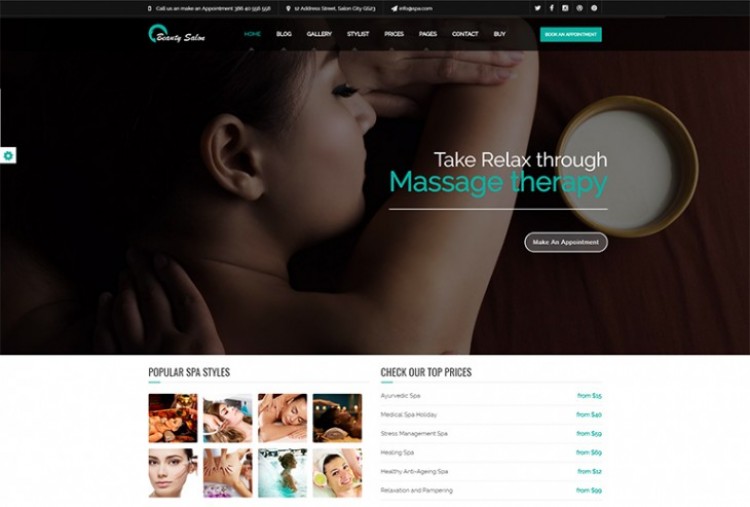 Call us an make an Appointment 386 40 556 556
12 Address Street, Salon City GS23
info@spa.com
Beauty Salon
HOME BLOG GALLERY STYLIST PRICES PAGES CONTACT BUY
BOOK AN APPOINTMENT
Take Relax through
Massage therapy
Make An Appointment
POPULAR SPA STYLES
CHECK OUR TOP PRICES
Ayurvedic Spa from $15
Medical Spa Holiday from $40
Stress Management Spa from $59
Healing Spa from $69
Healthy Anti-Ageing Spa from $12
Relaxation and Pampering from $99